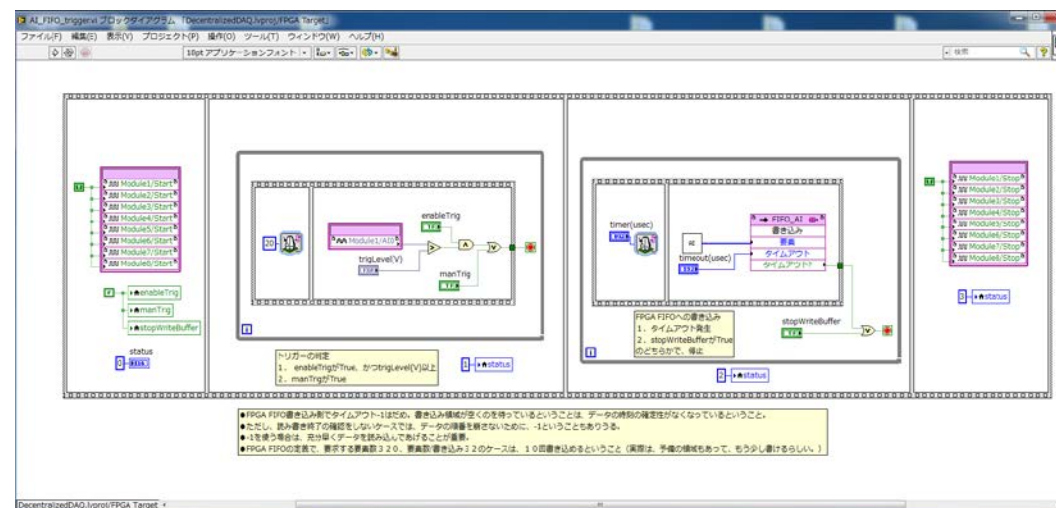 AI_FIFO_trigger.vi ブロックダイアグラム 「DecentralizedDAQ.lvproj/FPGA Target」
ファイル(F) 編集(E) 表示(V) プロジェクト(P) 操作(O) ツール(T) ウィンドウ(W) ヘルプ(H)
10pt アプリケーションフォント
検索
Module1/Start
Module2/Start
Module3/Start
Module4/Start
Module5/Start
Module6/Start
Module7/Start
Module8/Start
enableTrig
manTrig
stopWriteBuffer
status
0
20
Module1/AI0
trigLevel(V)
enableTrig
TF
manTrig
TF
i
トリガーの判定
1. enableTrigがTrue、かつtrigLevel(V)以上
2. manTrigがTrue
1
status
timer(usec)
AI
timeout(usec)
FIFO_AI
書き込み
要素
タイムアウト
タイムアウト?
FPGA FIFOへの書き込み
1. タイムアウト発生
2. stopWriteBufferがTrue
のどちらかで、停止
stopWriteBuffer
TF
i
2
status
Module1/Stop
Module2/Stop
Module3/Stop
Module4/Stop
Module5/Stop
Module6/Stop
Module7/Stop
Module8/Stop
3
status
●FPGA FIFO書き込み側でタイムアウト-1はだめ。書き込み領域が空くのを待っているということは、データの時刻の確定性がなくなっているということ。
●ただし、読み書き終了の確認をしないケースでは、データの順番を崩さないために、-1ということもありうる。
●-1を使う場合は、充分早くデータを読み込んであげることが重要。
●FPGA FIFOの定義で、要求する要素数320、要素数/書き込み32のケースは、10回書き込めるということ（実際は、予備の領域もあって、もう少し書けるらしい。）
DecentralizedDAQ.lvproj/FPGA Target